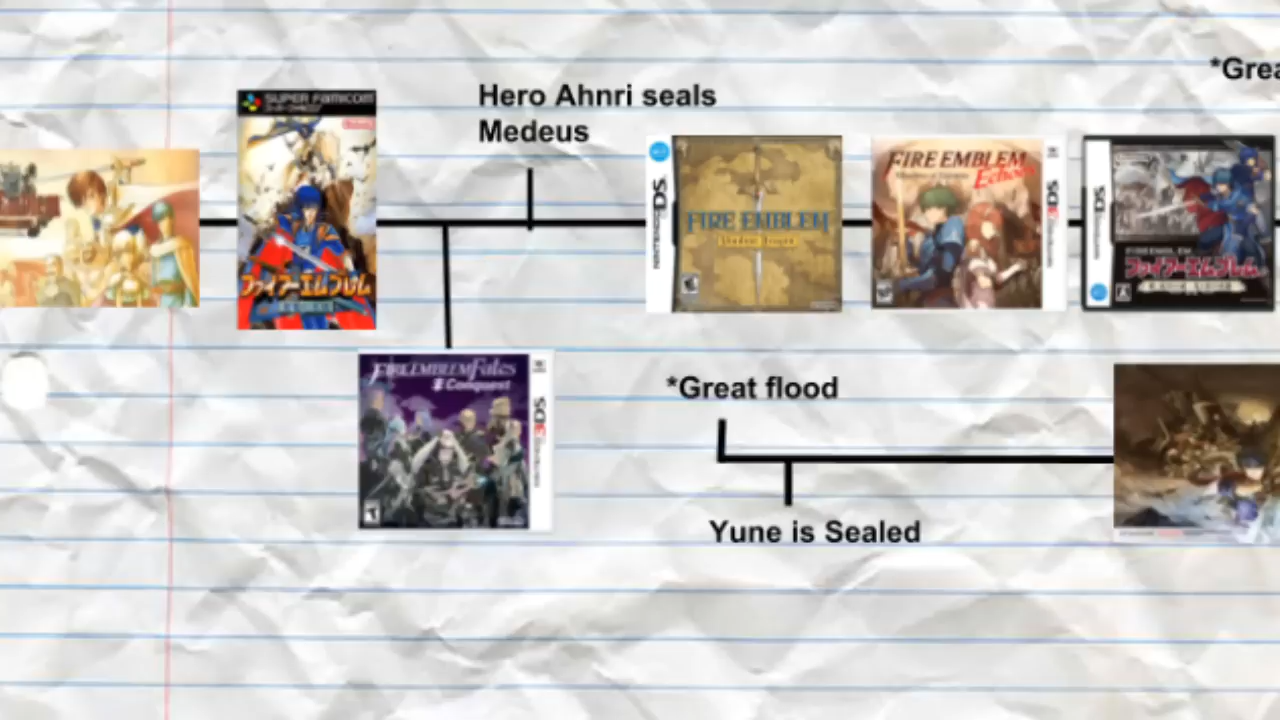 *Grea
Hero Ahnri seals
Medeus
SUPER Famicom
ファイアーエムブレム
FIRE EMBLEM
Shadow Dragon
FIRE EMBLEM
Echoes
ファイアーエムブレム
FIRE EMBLEM Fates
Conquest
*Great flood
Yune is Sealed